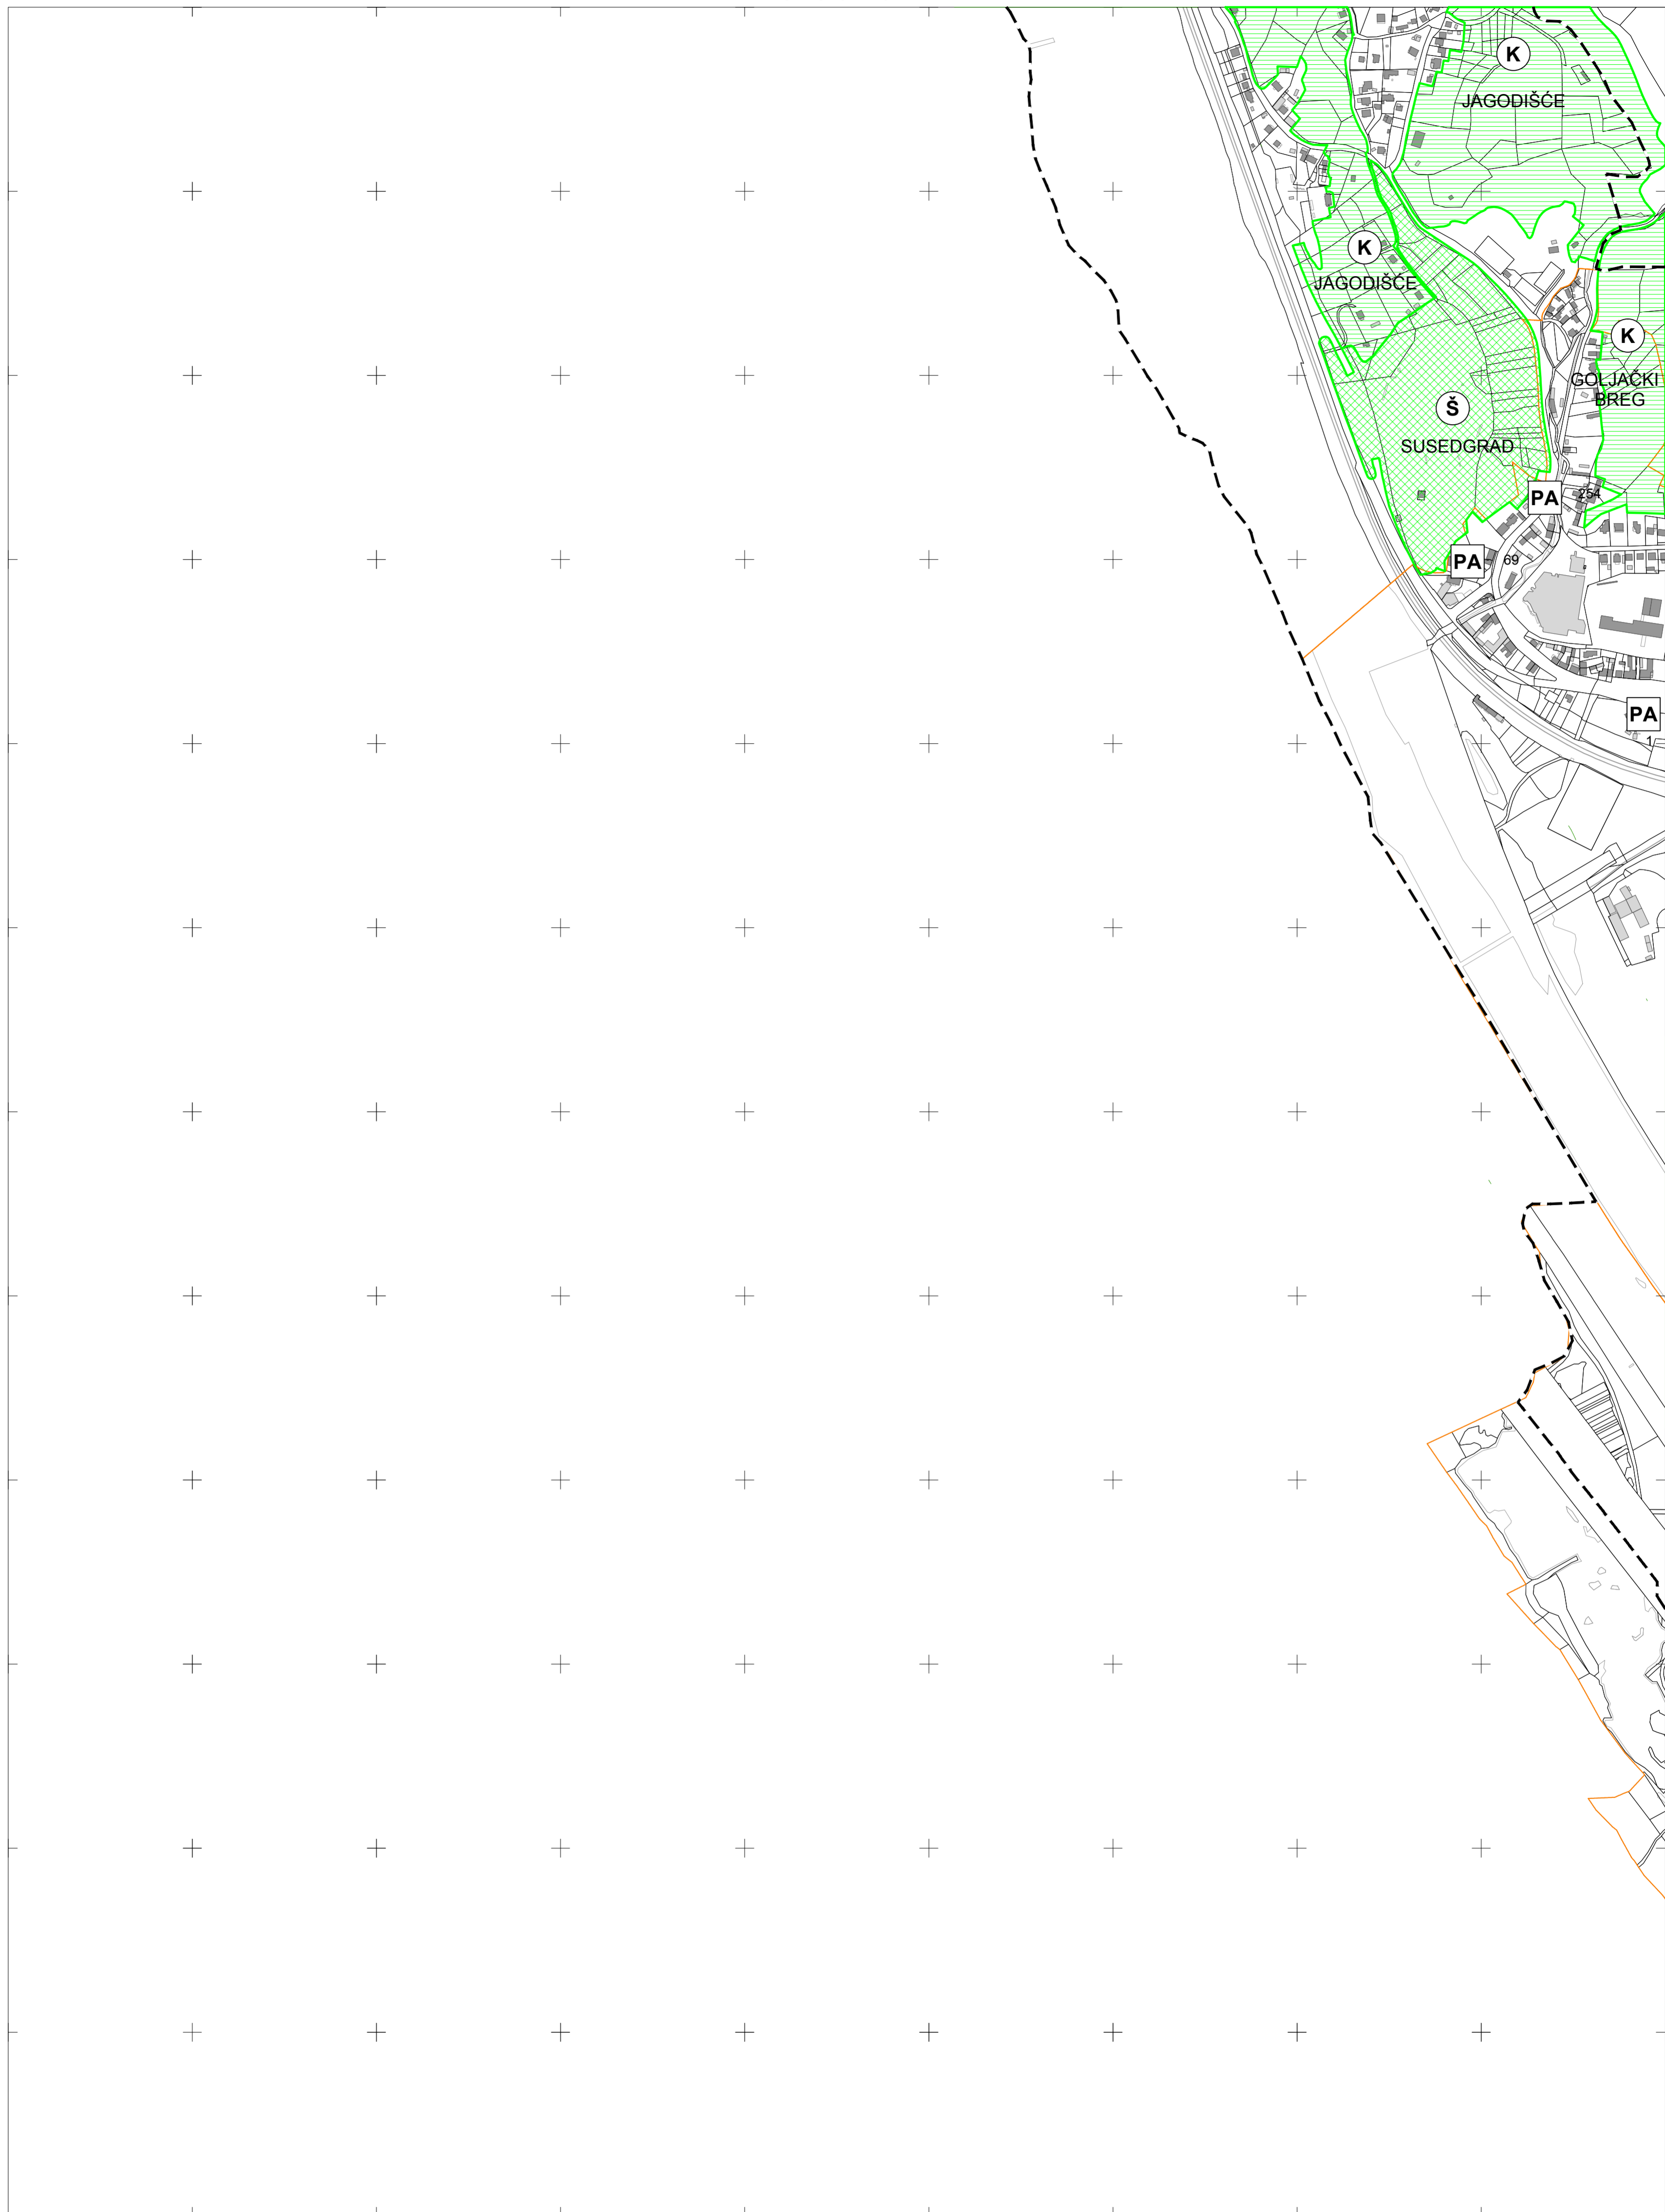 K
JAGODIŠĆE
K
JAGODIŠĆE
K
GOLJAČKI
BREG
Š
SUSEDGRAD
PA
254
PA
69
PA
1